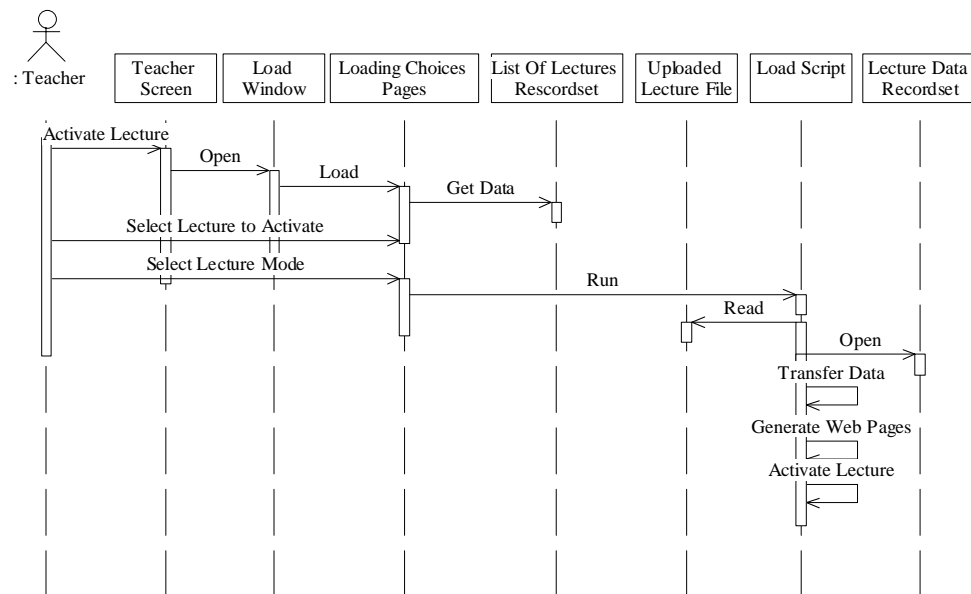 : Teacher
Teacher
Screen
Load
Window
Loading Choices
Pages
List Of Lectures
Rescordset
Uploaded
Lecture File
Load Script
Lecture Data
Recordset
Activate Lecture
Open
Load
Get Data
Select Lecture to Activate
Select Lecture Mode
Run
Read
Open
Transfer Data
Generate Web Pages
Activate Lecture